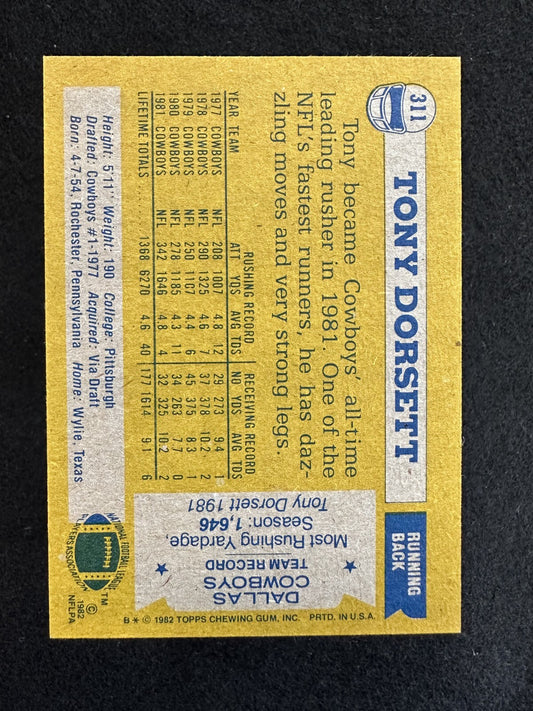 311
TONY DORSETT
RUNNING
BACK
Tony became Cowboys' all-time
leading rusher in 1981. One of the
NFL's fastest runners, he has daz-
zling moves and very strong legs.
RUSHING RECORD RECEIVING RECORD
YEAR TEAM ATT YDS AVG TDS NO YDS AVG TDS
1977 COWBOYS NFL 208 1007 4.8 12 29 273 9.4 1
1978 COWBOYS NFL 290 1325 4.6 7 37 378 10.2 2
1979 COWBOYS NFL 250 1107 4.4 6 45 375 8.3 1
1980 COWBOYS NFL 278 1185 4.3 11 34 263 7.7 0
1981 COWBOYS NFL 342 1646 4.8 4 32 325 10.2 2
LIFETIME TOTALS 1368 6270 4.6 40 177 1614 9.1 6
Height: 5'11" Weight: 190 College: Pittsburgh
Drafted: Cowboys #1-1977 Acquired: Via Draft
Born: 4-7-54, Rochester, Pennsylvania Home: Wylie, Texas
DALLAS
COWBOYS
TEAM RECORD
Most Rushing Yardage,
Season: 1,646
Tony Dorsett 1981
NATIONAL FOOTBALL LEAGUE
PLAYERS ASSOCIATION
TM
© 1982
NFLPA
B* © 1982 TOPPS CHEWING GUM, INC. PRTD. IN U.S.A.